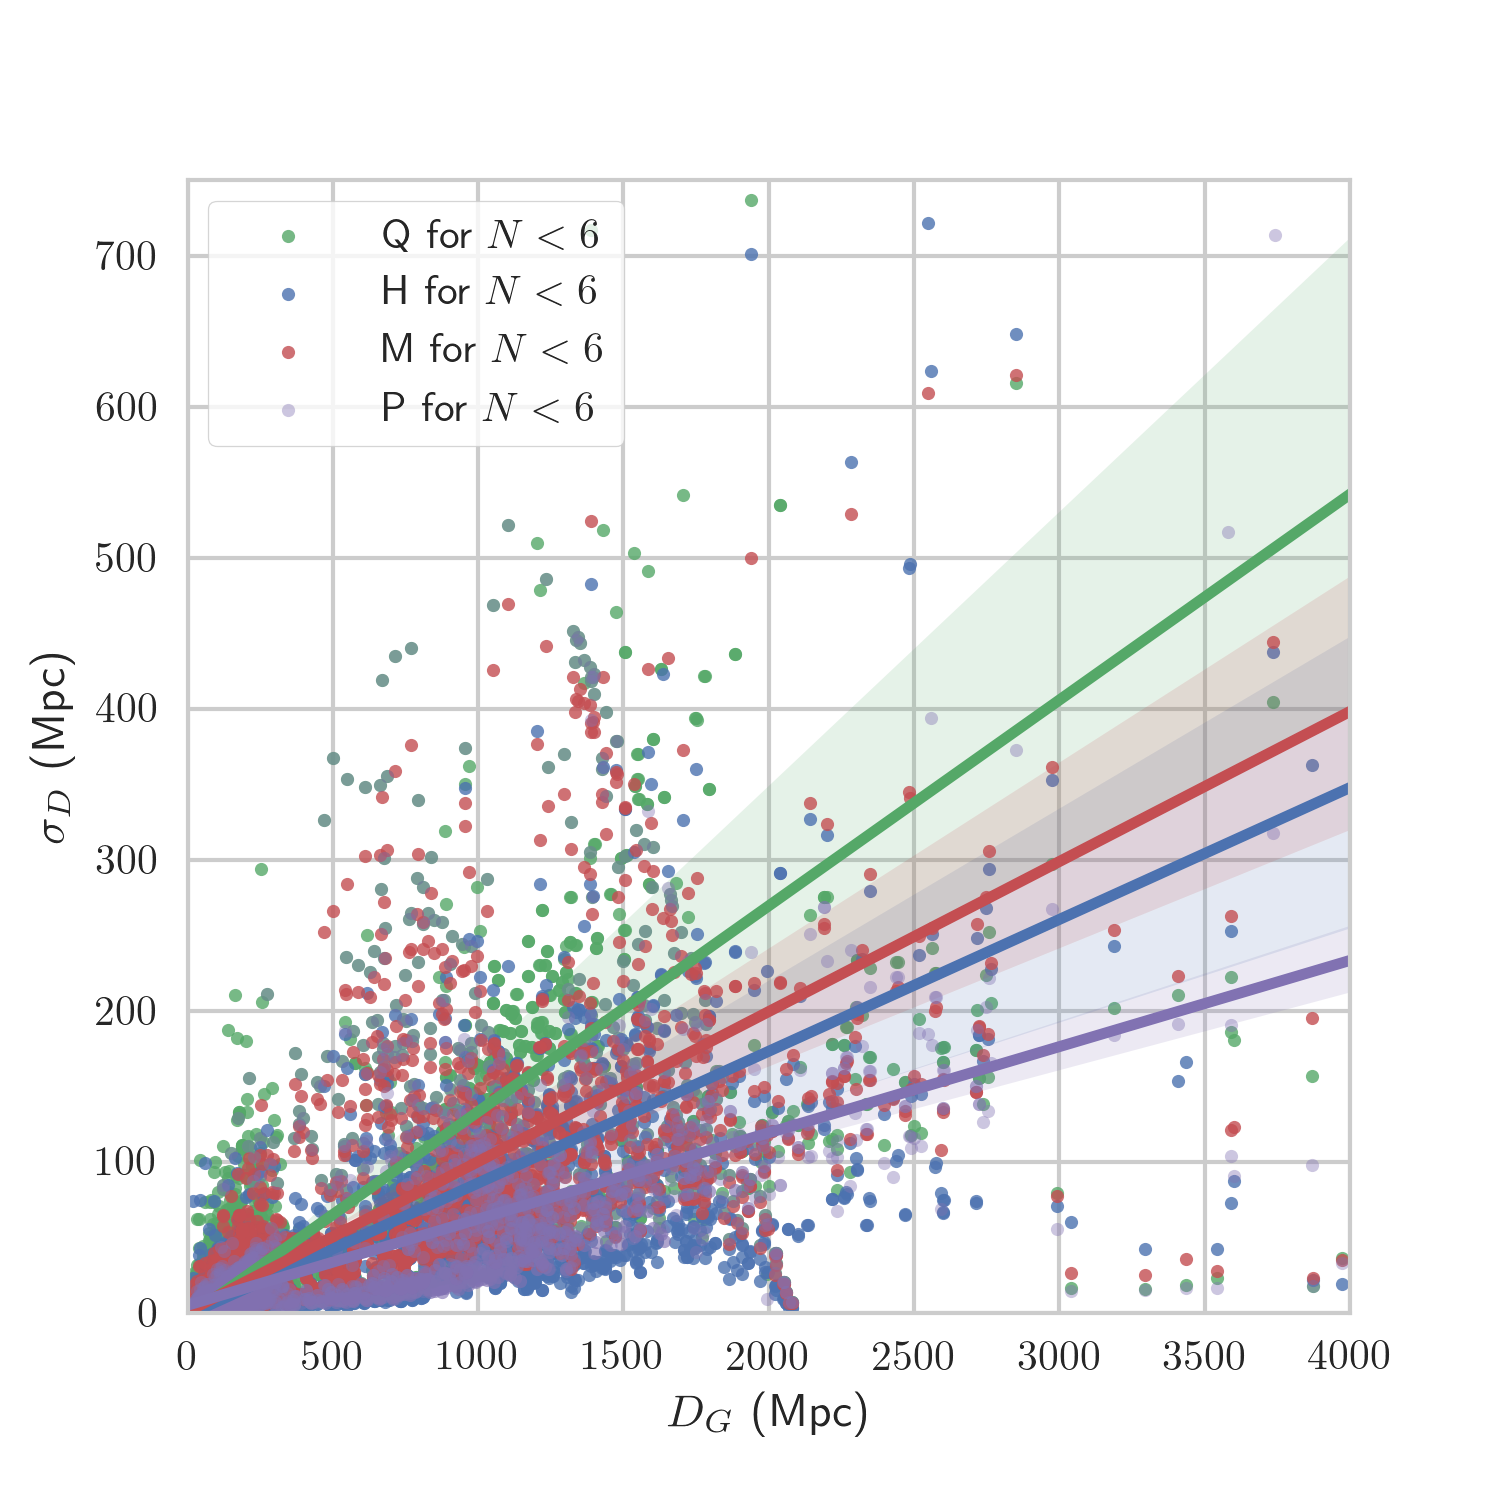 Q for N < 6
H for N < 6
M for N < 6
P for N < 6
σ_D (Mpc)
700
600
500
400
300
200
100
0
0 500 1000 1500 2000 2500 3000 3500 4000
D_G (Mpc)